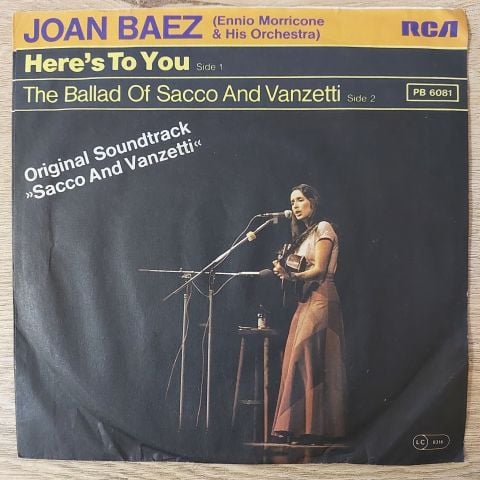 JOAN BAEZ (Ennio Morricone
& His Orchestra)
RCA
Here's To You Side 1
The Ballad Of Sacco And Vanzetti Side 2
PB 6081
Original Soundtrack
»Sacco And Vanzetti«
LC